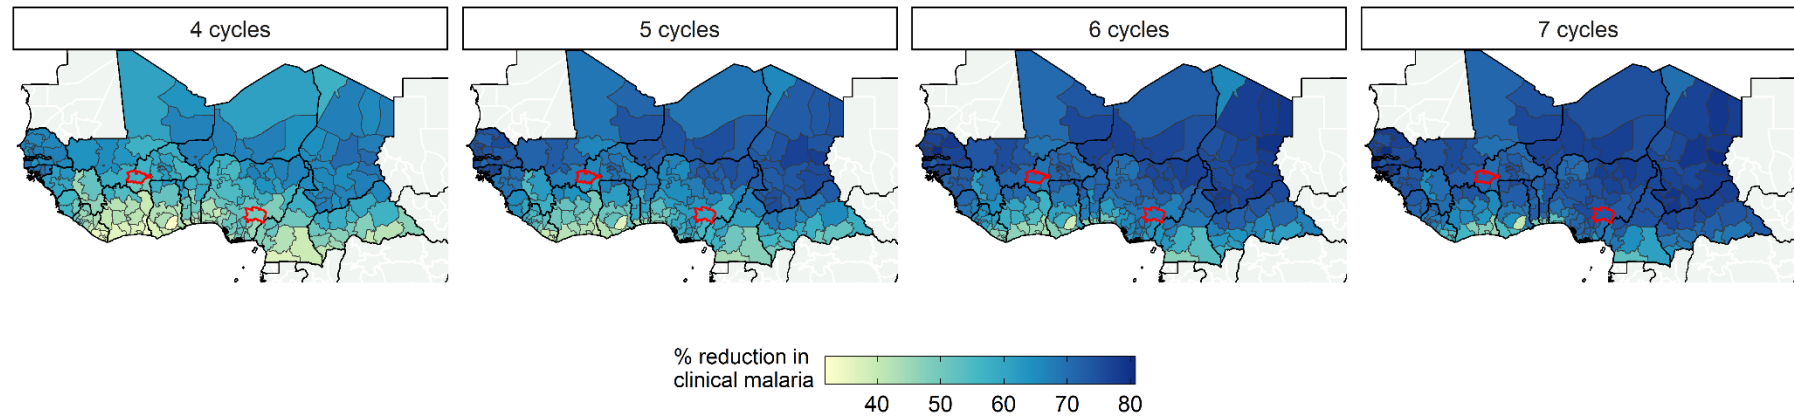 4 cycles
5 cycles
6 cycles
7 cycles
% reduction in
clinical malaria
40 50 60 70 80